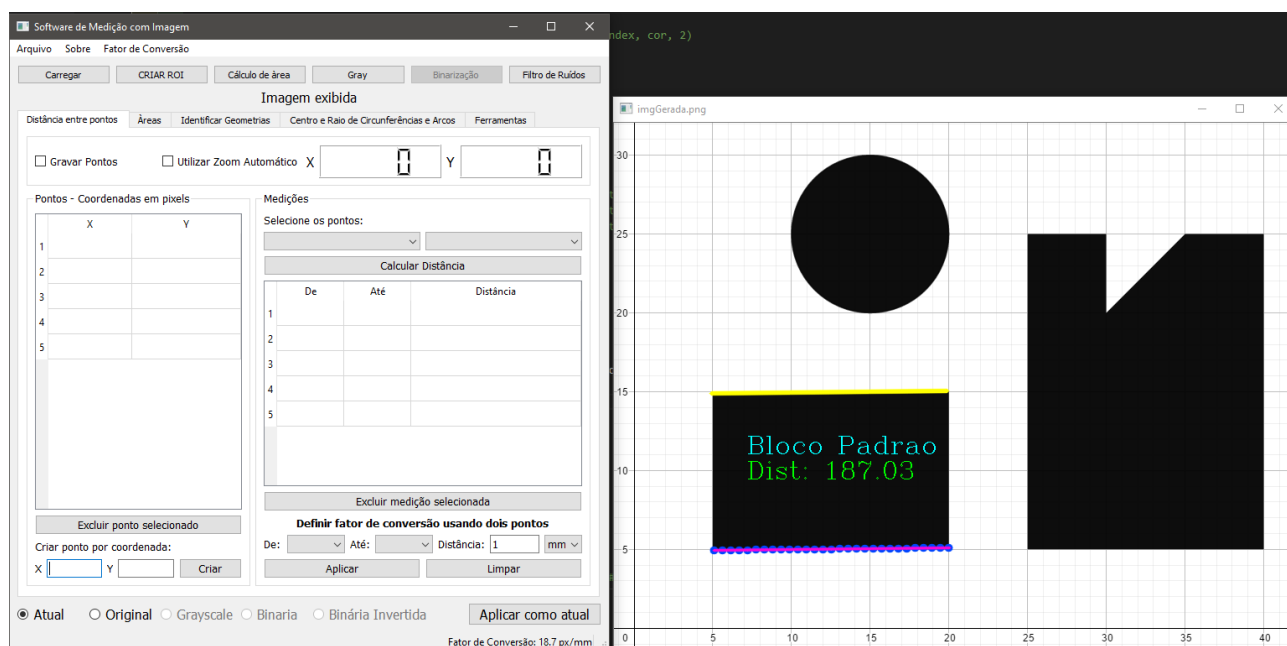 Software de Medição com Imagem
Arquivo Sobre Fator de Conversão
Carregar CRIAR ROI Cálculo de àrea Gray Binarização Filtro de Ruídos
Imagem exibida
Distância entre pontos Àreas Identificar Geometrias Centro e Raio de Circunferências e Arcos Ferramentas
Gravar Pontos Utilizar Zoom Automático X 0 Y 0
Pontos - Coordenadas em pixels
X Y
1
2
3
4
5
Excluir ponto selecionado
Criar ponto por coordenada:
X Y Criar
Medições
Selecione os pontos:
Calcular Distância
De Até Distância
1
2
3
4
5
Excluir medição selecionada
Definir fator de conversão usando dois pontos
De: Até: Distância: 1 mm
Aplicar Limpar
Atual Original Grayscale Binaria Binária Invertida Aplicar como atual
Fator de Conversão: 18.7 px/mm
ndex, cor, 2)
imgGerada.png
30
25
20
15
Bloco Padrao
Dist: 187.03
10
5
0 5 10 15 20 25 30 35 40